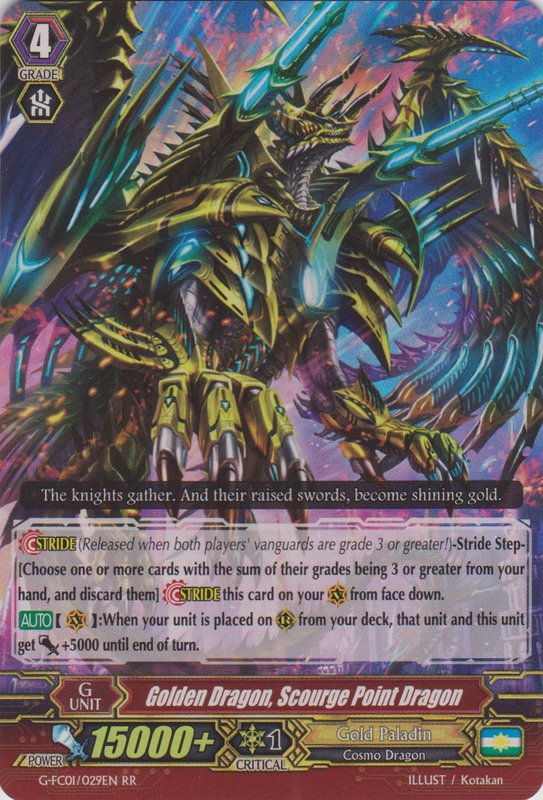 4
GRADE
The knights gather. And their raised swords, become shining gold.
STRIDE (Released when both players' vanguards are grade 3 or greater!)-Stride Step-
[Choose one or more cards with the sum of their grades being 3 or greater from your
hand, and discard them] STRIDE this card on your V from face down.
AUTO [ V ]:When your unit is placed on R from your deck, that unit and this unit
get +5000 until end of turn.
G
UNIT
Golden Dragon, Scourge Point Dragon
POWER
15000+
1
CRITICAL
Gold Paladin
Cosmo Dragon
G-FC01/029EN RR
ILLUST / Kotakan